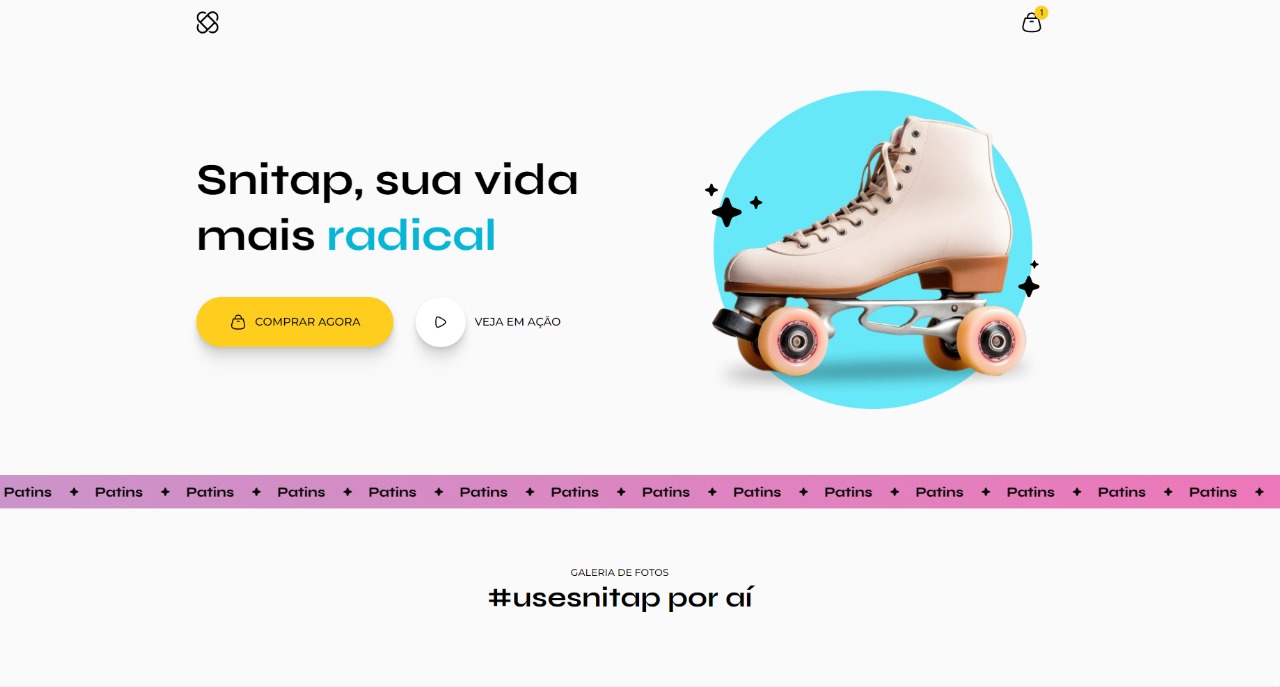 1
Snitap, sua vida
mais radical
COMPRAR AGORA
VEJA EM AÇÃO
Patins Patins Patins Patins Patins Patins Patins Patins Patins Patins Patins Patins Patins Patins
GALERIA DE FOTOS
#usesnitap por aí